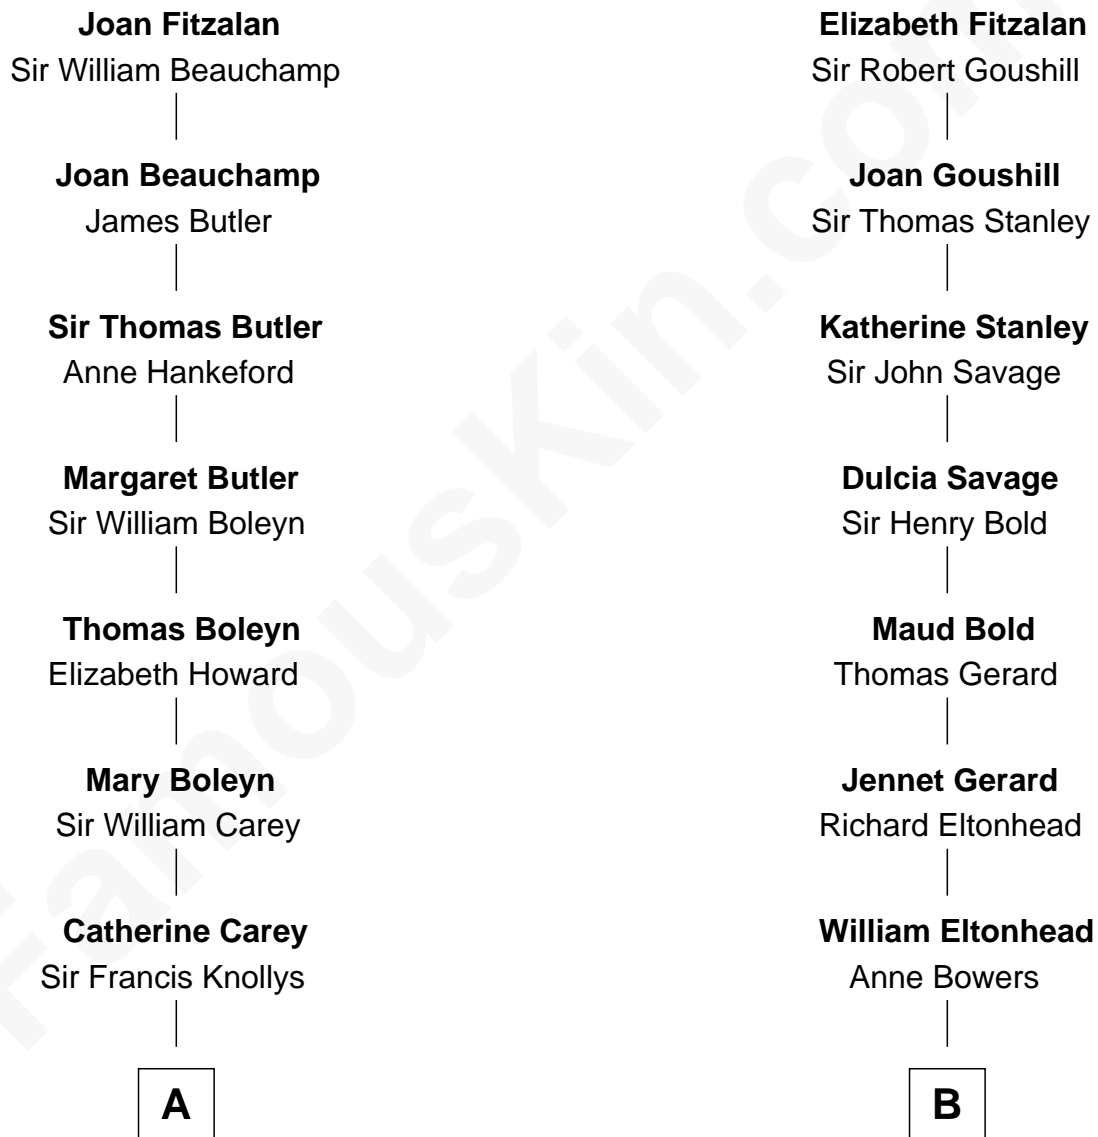 Joan Fitzalan
Sir William Beauchamp
Joan Beauchamp
James Butler
Sir Thomas Butler
Anne Hankeford
Margaret Butler
Sir William Boleyn
Thomas Boleyn
Elizabeth Howard
Mary Boleyn
Sir William Carey
Catherine Carey
Sir Francis Knollys
A
Elizabeth Fitzalan
Sir Robert Goushill
Joan Goushill
Sir Thomas Stanley
Katherine Stanley
Sir John Savage
Dulcia Savage
Sir Henry Bold
Maud Bold
Thomas Gerard
Jennet Gerard
Richard Eltonhead
William Eltonhead
Anne Bowers
B
FamousKin.com